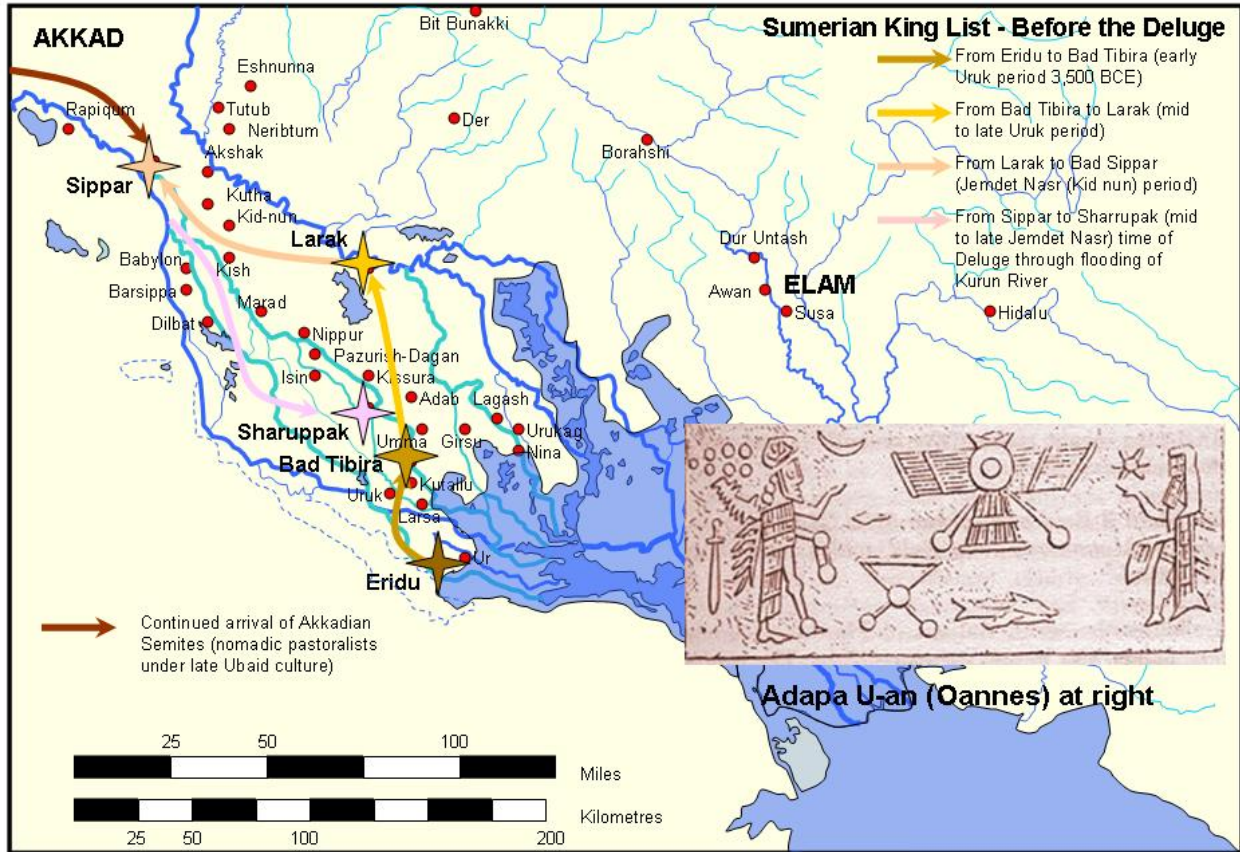 AKKAD
Bit Bunakki
Sumerian King List - Before the Deluge
From Eridu to Bad Tibira (early
Uruk period 3,500 BCE)
From Bad Tibira to Larak (mid
to late Uruk period)
From Larak to Bad Sippar
(Jemdet Nasr (Kid nun) period)
From Sippar to Sharrupak (mid
to late Jemdet Nasr) time of
Deluge through flooding of
Kurun River
Eshnunna
Rapiqum
Tutub
Neribtum
Der
Borahshi
Akshak
Sippar
Kutha
Kid-nun
Larak
Babylon
Kish
Dur Untash
Barsippa
Marad
Awan
ELAM
Susa
Hidalu
Dilbat
Nippur
Pazurish-Dagan
Isin
Kissura
Adab
Lagash
Sharuppak
Umma
Girsu
Urukag
Nina
Bad Tibira
Uruk
Kutallu
Larsa
Ur
Eridu
Continued arrival of Akkadian
Semites (nomadic pastoralists
under late Ubaid culture)
Adapa U-an (Oannes) at right
25 50 100
Miles
Kilometres
25 50 100 200